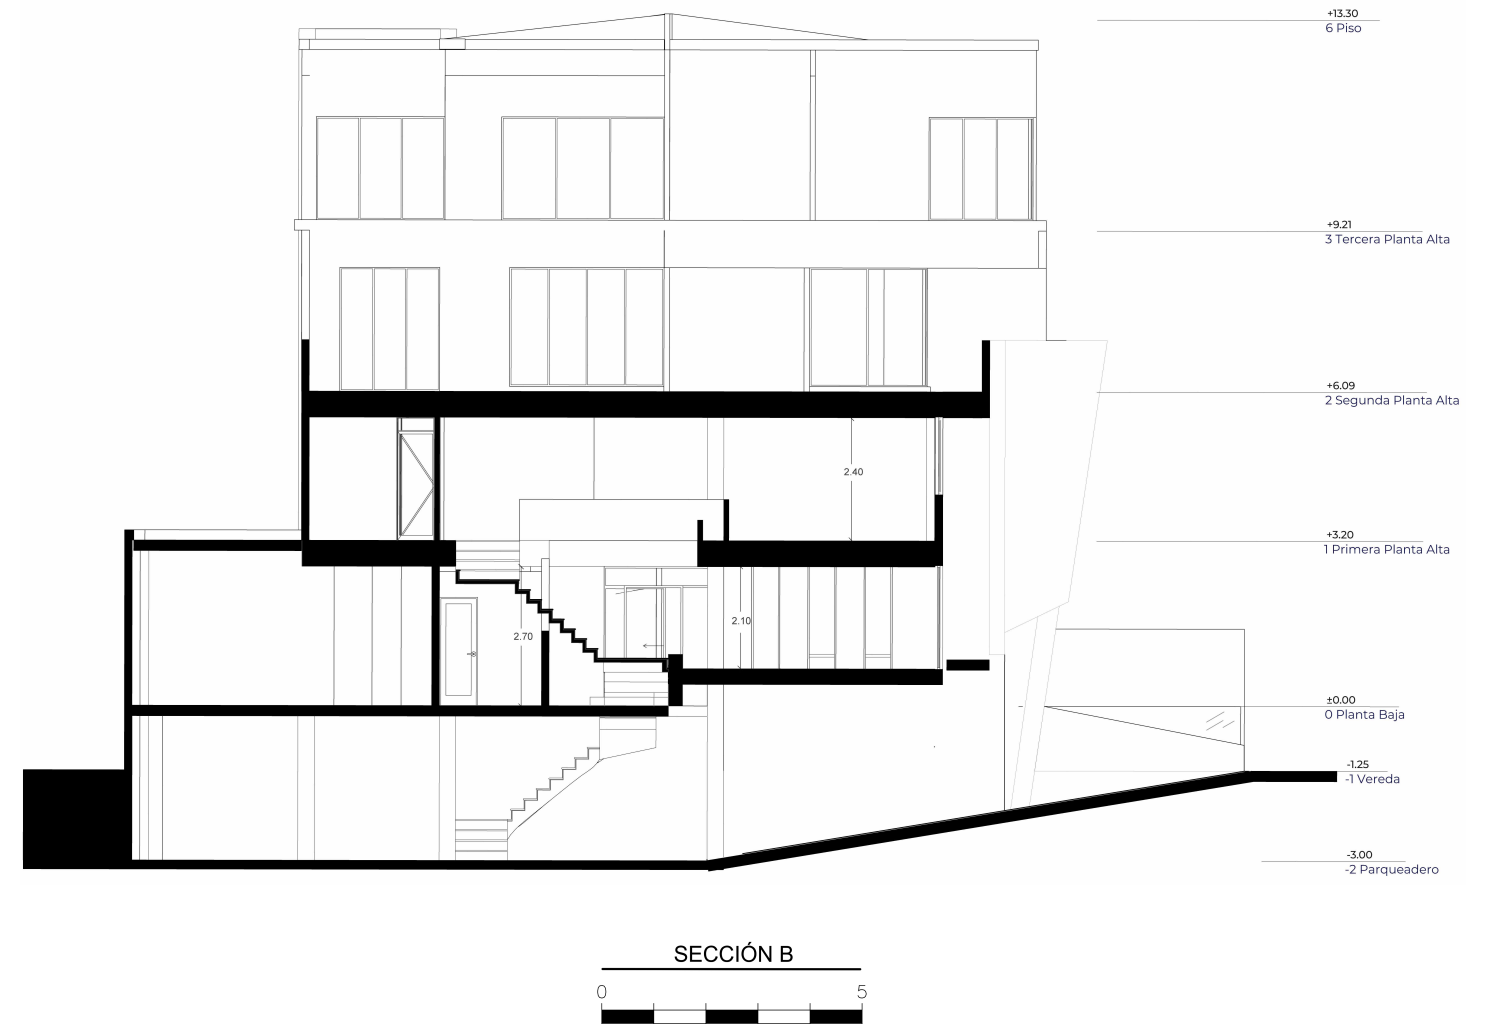 +13.30
6 Piso
+9.21
3 Tercera Planta Alta
+6.09
2 Segunda Planta Alta
2.40
+3.20
1 Primera Planta Alta
2.10
2.70
±0.00
0 Planta Baja
-1.25
-1 Vereda
-3.00
-2 Parqueadero
SECCIÓN B
0 5